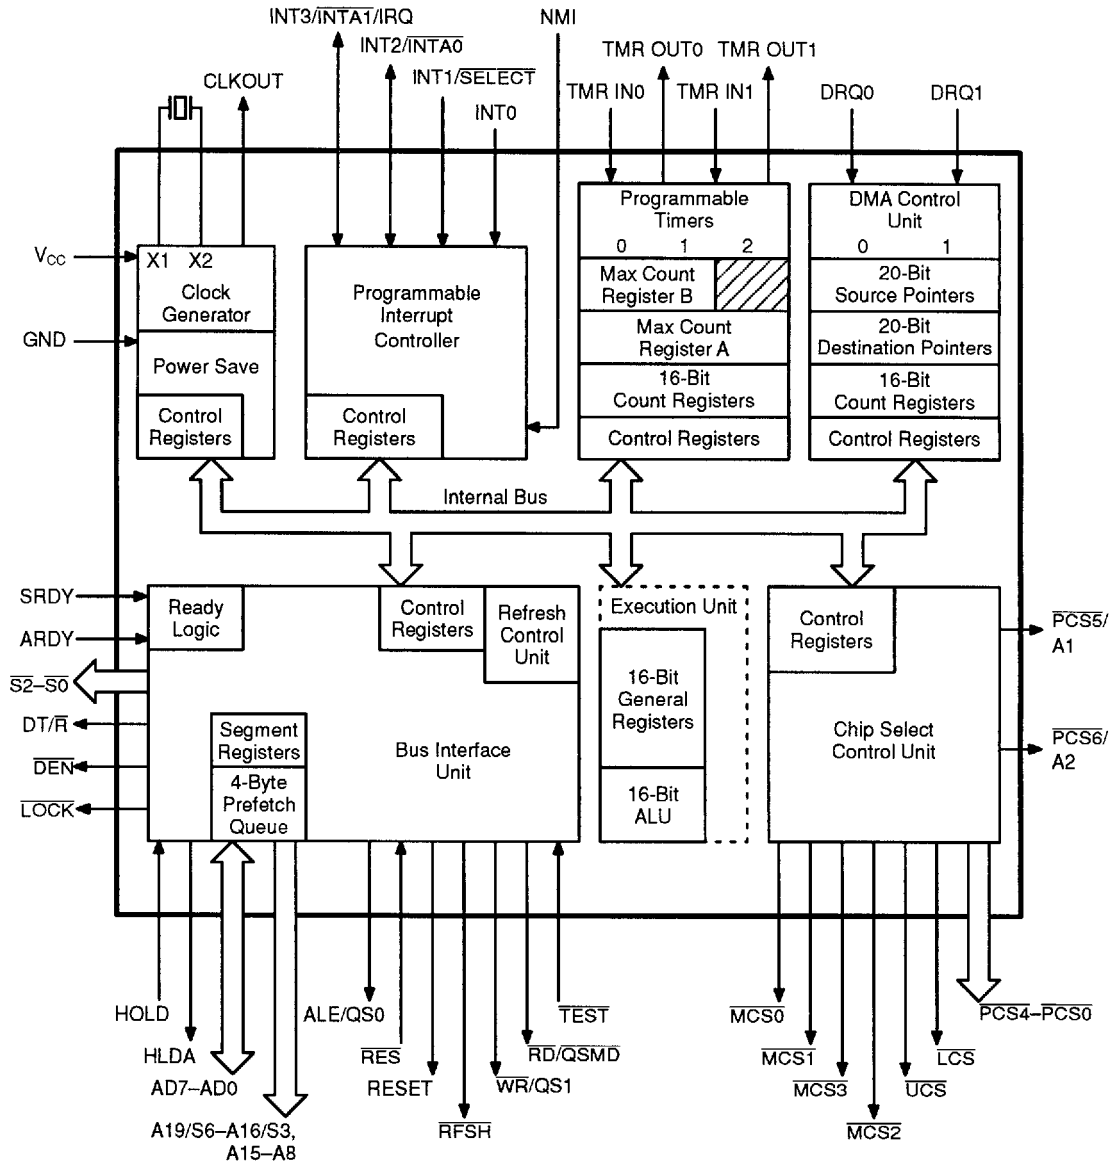 INT3/INTA1/IRQ
NMI
INT2/INTA0
TMR OUT0
TMR OUT1
CLKOUT
INT1/SELECT
TMR IN0
TMR IN1
DRQ0
DRQ1
INT0
Programmable
Timers
0 1 2
Max Count
Register B
Max Count
Register A
16-Bit
Count Registers
Control Registers
DMA Control
Unit
0 1
20-Bit
Source Pointers
20-Bit
Destination Pointers
16-Bit
Count Registers
Control Registers
VCC
GND
X1 X2
Clock
Generator
Power Save
Control
Registers
Programmable
Interrupt
Controller
Control
Registers
Internal Bus
SRDY
ARDY
S2–S0
DT/R
DEN
LOCK
Ready
Logic
Control
Registers
Refresh
Control
Unit
Segment
Registers
4-Byte
Prefetch
Queue
Bus Interface
Unit
Execution Unit
16-Bit
General
Registers
16-Bit
ALU
Control
Registers
Chip Select
Control Unit
PCS5/
A1
PCS6/
A2
HOLD
HLDA
AD7–AD0
A19/S6–A16/S3,
A15–A8
ALE/QS0
RES
RESET
RFSH
WR/QS1
RD/QSMD
TEST
MCS0
MCS1
MCS3
MCS2
UCS
LCS
PCS4–PCS0